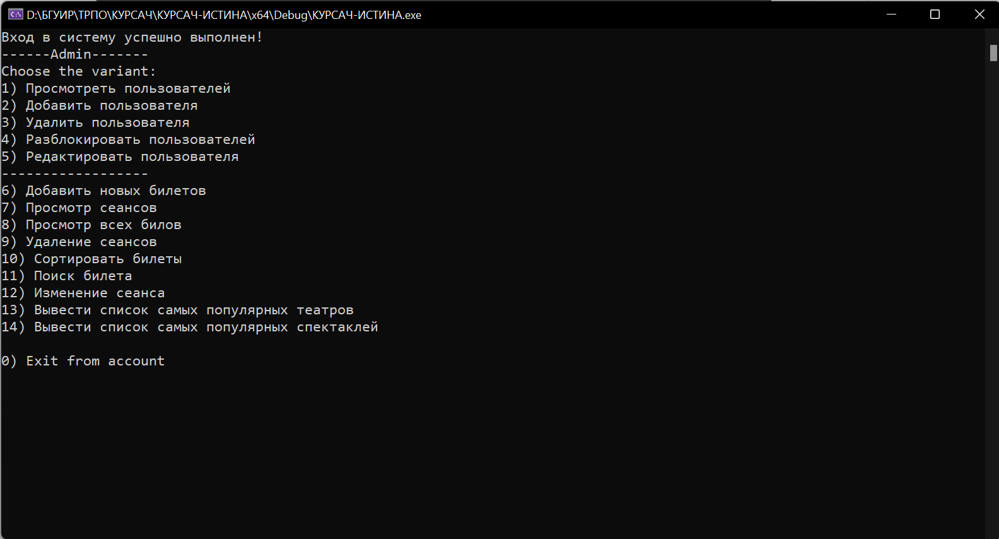 D:\БГУИР\ТРПО\КУРСАЧ\КУРСАЧ-ИСТИНА\x64\Debug\КУРСАЧ-ИСТИНА.exe
Вход в систему успешно выполнен!
------Admin-------
Choose the variant:
1) Просмотреть пользователей
2) Добавить пользователя
3) Удалить пользователя
4) Разблокировать пользователей
5) Редактировать пользователя
------------------
6) Добавить новых билетов
7) Просмотр сеансов
8) Просмотр всех билов
9) Удаление сеансов
10) Сортировать билеты
11) Поиск билета
12) Изменение сеанса
13) Вывести список самых популярных театров
14) Вывести список самых популярных спектаклей
0) Exit from account